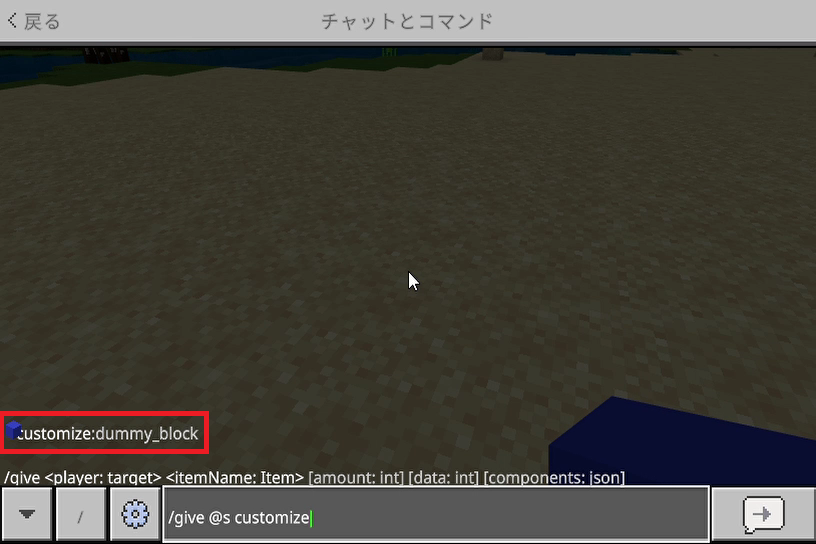 戻る
チャットとコマンド
customize:dummy_block
/give <player: target> <itemName: Item> [amount: int] [data: int] [components: json]
/
/give @s customize